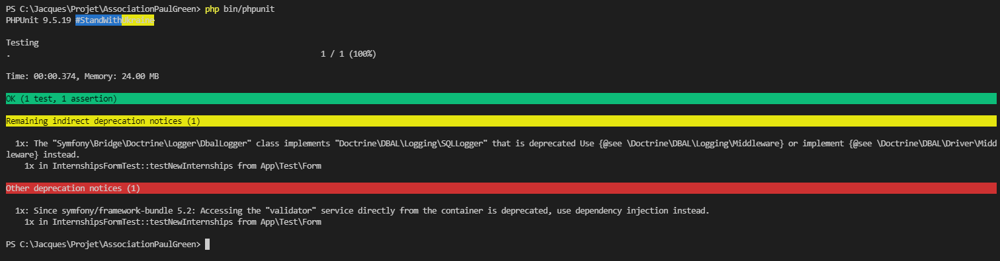 PS C:\Jacques\Projet\AssociationPaulGreen> php bin/phpunit
PHPUnit 9.5.19 #StandWith
Testing
. 1 / 1 (100%)
Time: 00:00.374, Memory: 24.00 MB
OK (1 test, 1 assertion)
Remaining indirect deprecation notices (1)
1x: The "Symfony\Bridge\Doctrine\Logger\DbalLogger" class implements "Doctrine\DBAL\Logging\SQLLogger" that is deprecated Use {@see \Doctrine\DBAL\Logging\Middleware} or implement {@see \Doctrine\DBAL\Driver\Midd
leware} instead.
1x in InternshipsFormTest::testNewInternships from App\Test\Form
Other deprecation notices (1)
1x: Since symfony/framework-bundle 5.2: Accessing the "validator" service directly from the container is deprecated, use dependency injection instead.
1x in InternshipsFormTest::testNewInternships from App\Test\Form
PS C:\Jacques\Projet\AssociationPaulGreen>